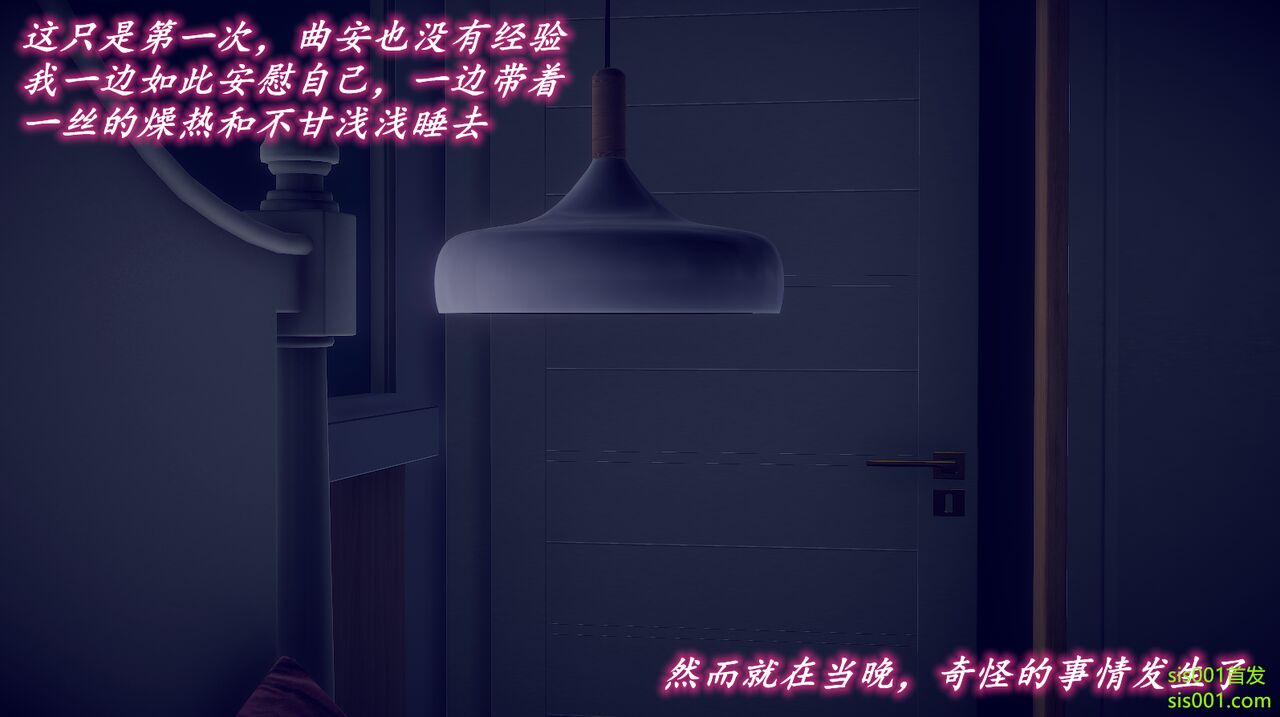 这只是第一次，曲安也没有经验
我一边如此安慰自己，一边带着
一丝的燥热和不甘浅浅睡去
然而就在当晚，奇怪的事情发生了
sis001首发
sis001.com